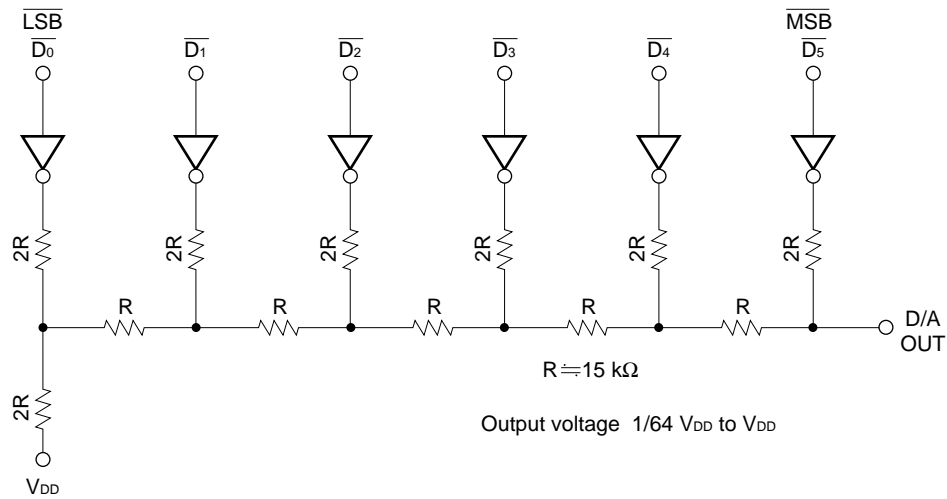 LSB MSB
D0 D1 D2 D3 D4 D5
2R 2R 2R 2R 2R 2R
R R R R R D/A
OUT
R≒15 kΩ
2R
Output voltage 1/64 VDD to VDD
VDD